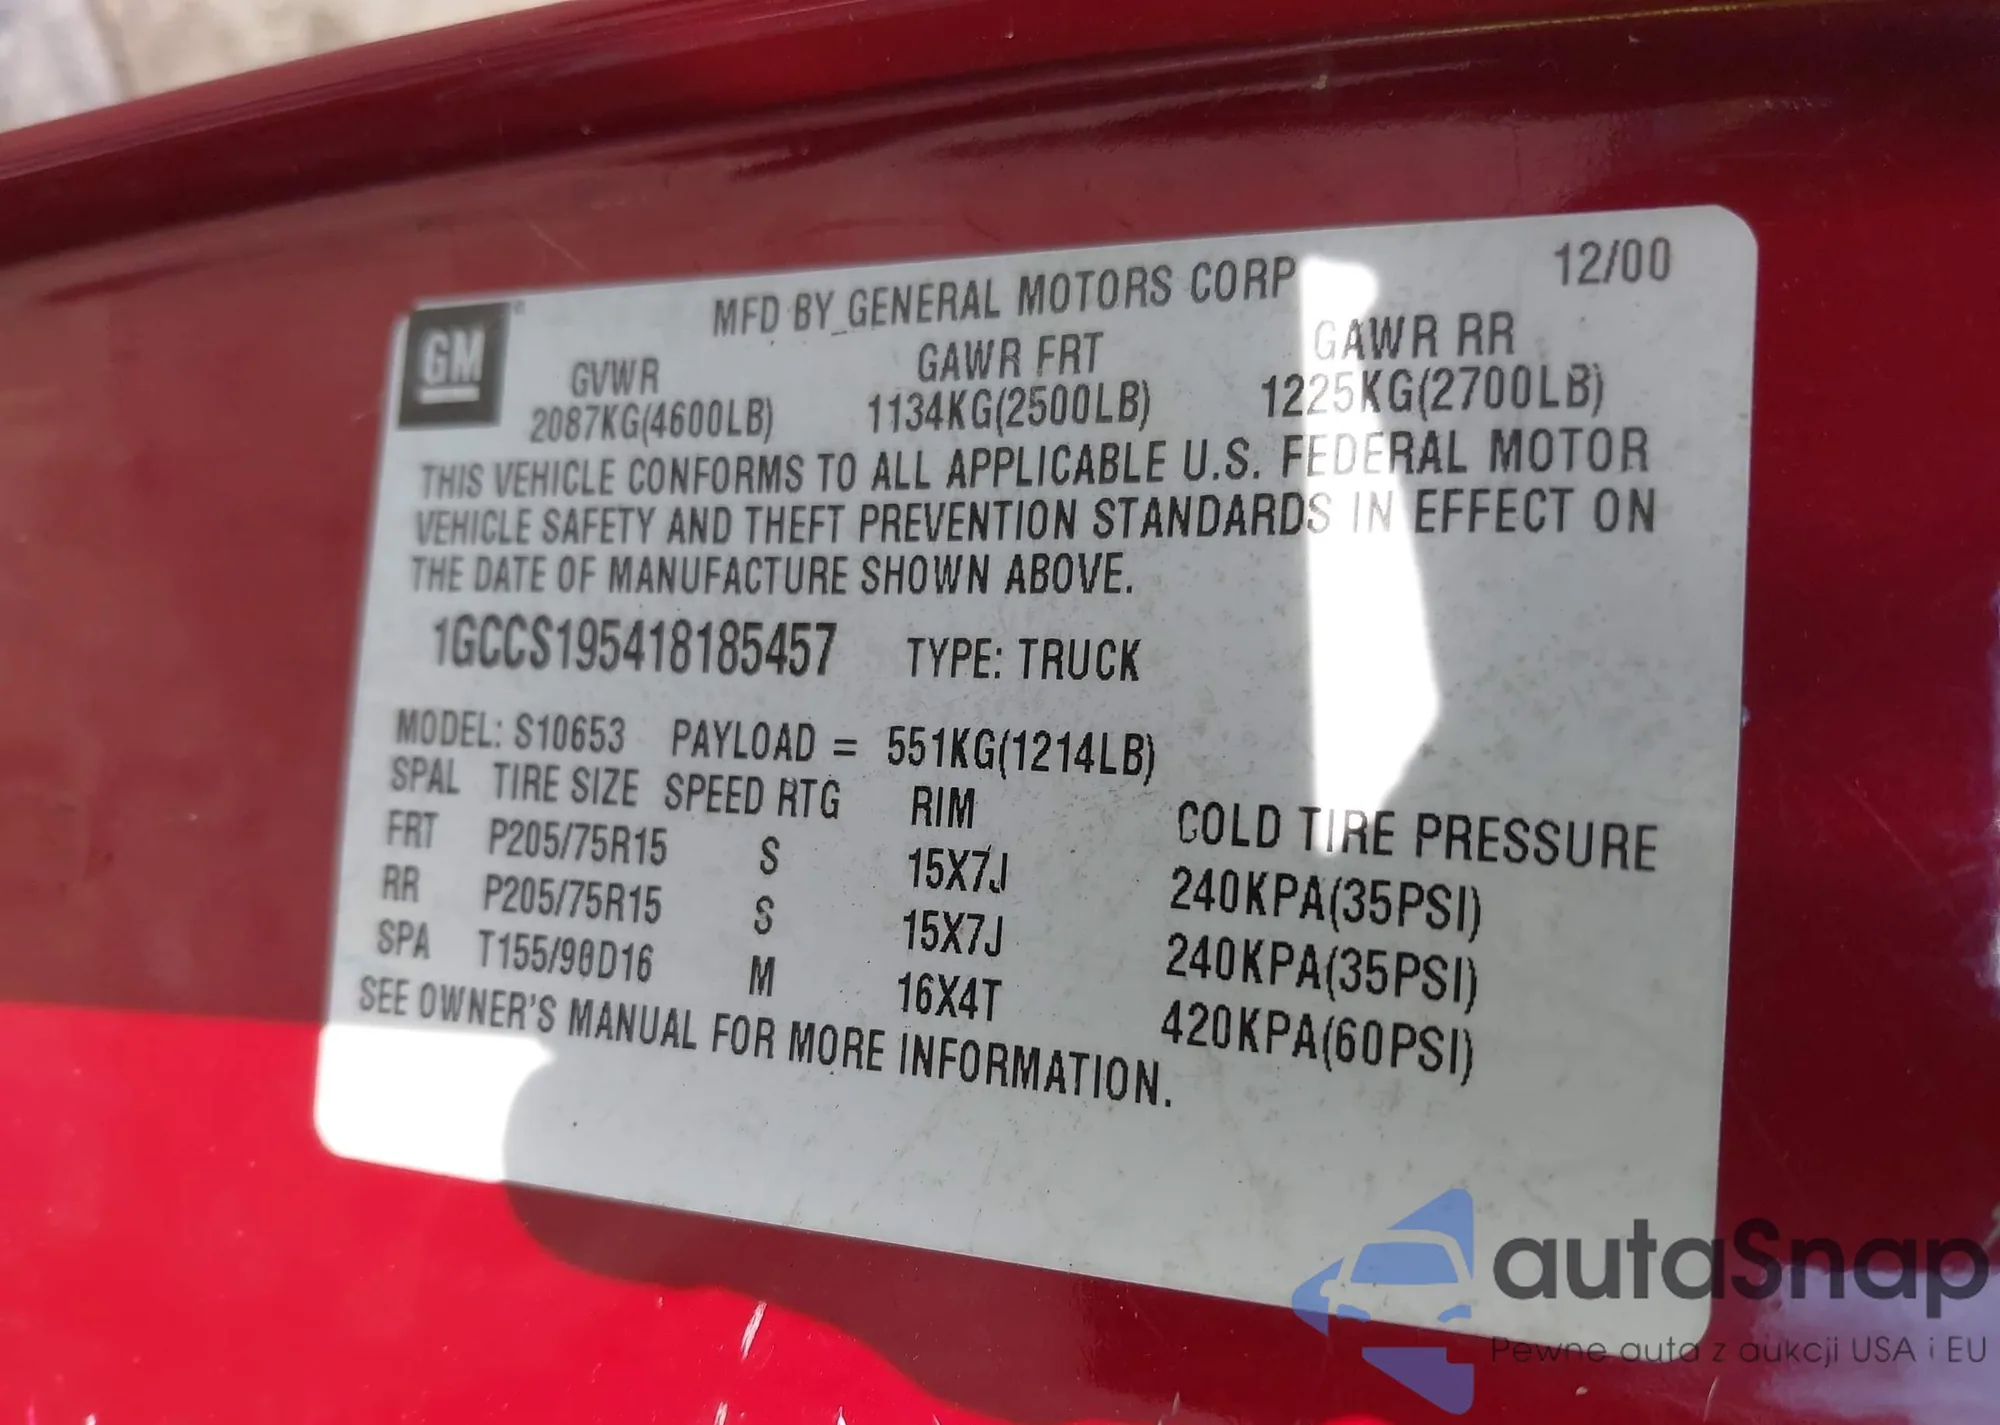 GM
MFD BY GENERAL MOTORS CORP 12/00
GVWR GAWR FRT GAWR RR
2087KG(4600LB) 1134KG(2500LB) 1225KG(2700LB)
THIS VEHICLE CONFORMS TO ALL APPLICABLE U.S. FEDERAL MOTOR
VEHICLE SAFETY AND THEFT PREVENTION STANDARDS IN EFFECT ON
THE DATE OF MANUFACTURE SHOWN ABOVE.
1GCCS195418185457 TYPE: TRUCK
MODEL: S10653 PAYLOAD = 551KG(1214LB)
SPAL TIRE SIZE SPEED RTG RIM COLD TIRE PRESSURE
FRT P205/75R15 S 15X7J 240KPA(35PSI)
RR P205/75R15 S 15X7J 240KPA(35PSI)
SPA T155/90D16 M 16X4T 420KPA(60PSI)
SEE OWNER'S MANUAL FOR MORE INFORMATION.
autaSnap
Pewne auta z aukcji USA i EU